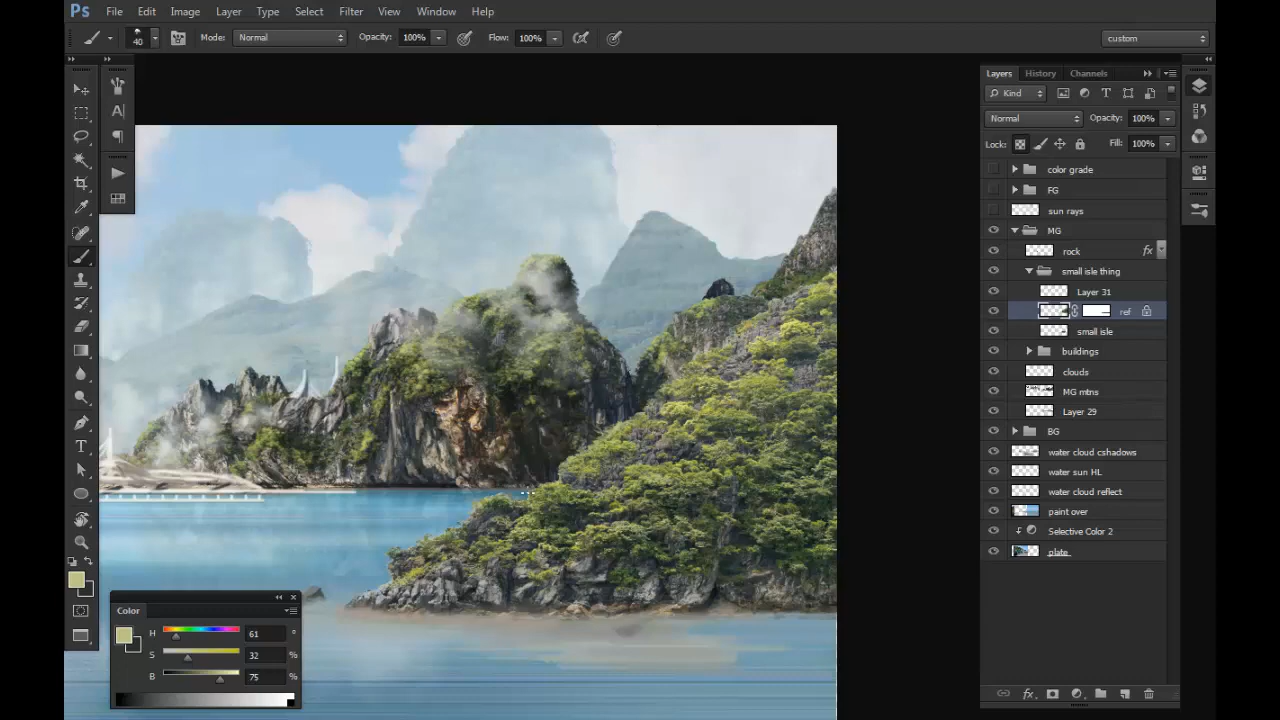 Ps File Edit Image Layer Type Select Filter View Window Help
40 Mode: Normal Opacity: 100% Flow: 100% custom
Layers History Channels
Kind T
Normal Opacity: 100%
Lock: Fill: 100%
color grade
FG
sun rays
MG
rock fx
small isle thing
Layer 31
ref
small isle
buildings
clouds
MG mtns
Layer 29
BG
water cloud cshadows
water sun HL
water cloud reflect
paint over
Selective Color 2
plate
Color
H 61 °
S 32 %
B 75 %
fx